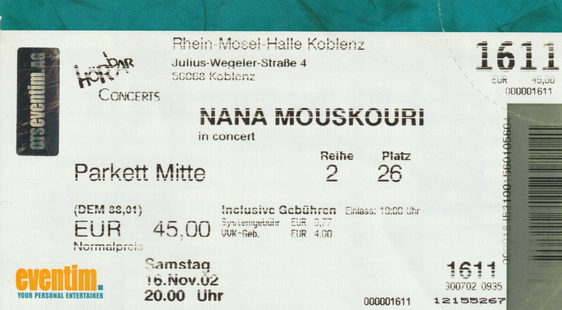 Rhein-Mosel-Halle Koblenz
Julius-Wegeler-Straße 4
56068 Koblenz
HÖRbAR
CONCERTS
CTS eventim AG
1611
EUR 45,00
000001611
NANA MOUSKOURI
in concert
Reihe Platz
Parkett Mitte 2 26
(DEM 88,01)
EUR 45,00
Normalpreis
Inclusive Gebühren Einlass: 19:00 Uhr
Systemgebühr EUR 0,77
VVK-Geb. EUR 4,00
eventim.
YOUR PERSONAL ENTERTAINER
Samstag
16.Nov.02
20.00 Uhr
1611
300702 0935
000001611 12155267